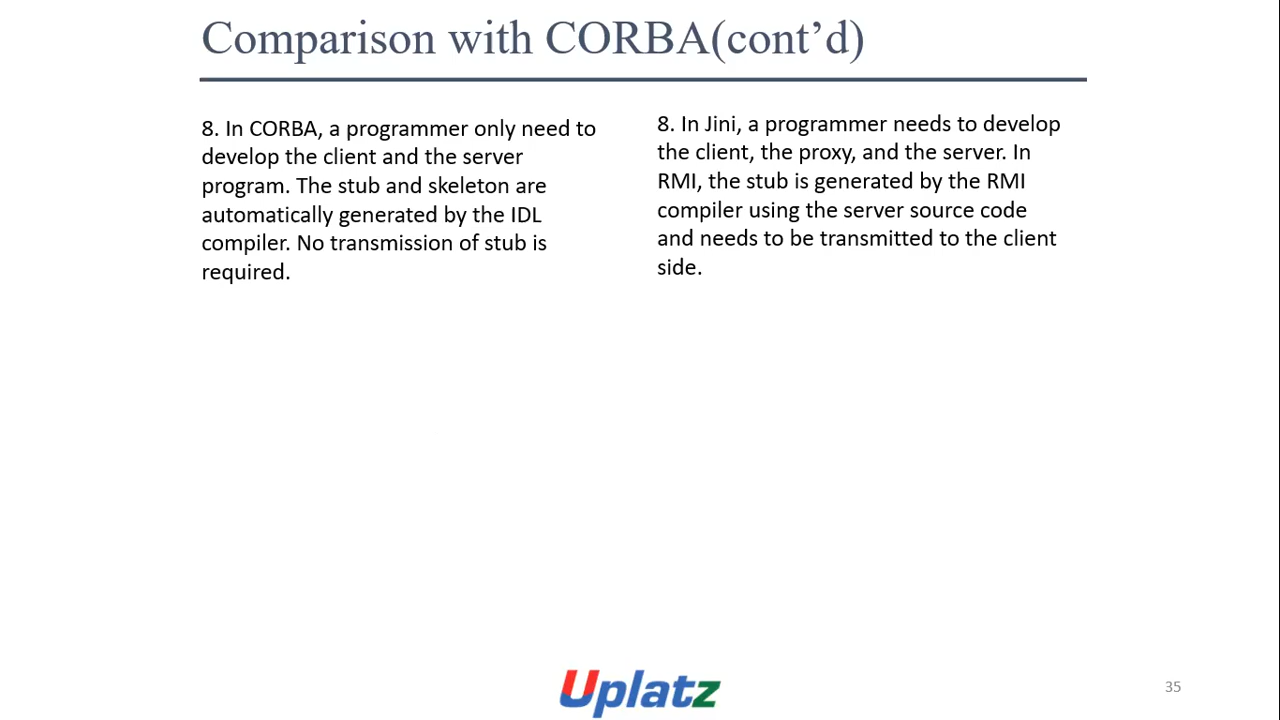 Comparison with CORBA(cont’d)
8. In CORBA, a programmer only need to
develop the client and the server
program. The stub and skeleton are
automatically generated by the IDL
compiler. No transmission of stub is
required.
8. In Jini, a programmer needs to develop
the client, the proxy, and the server. In
RMI, the stub is generated by the RMI
compiler using the server source code
and needs to be transmitted to the client
side.
Uplatz
35